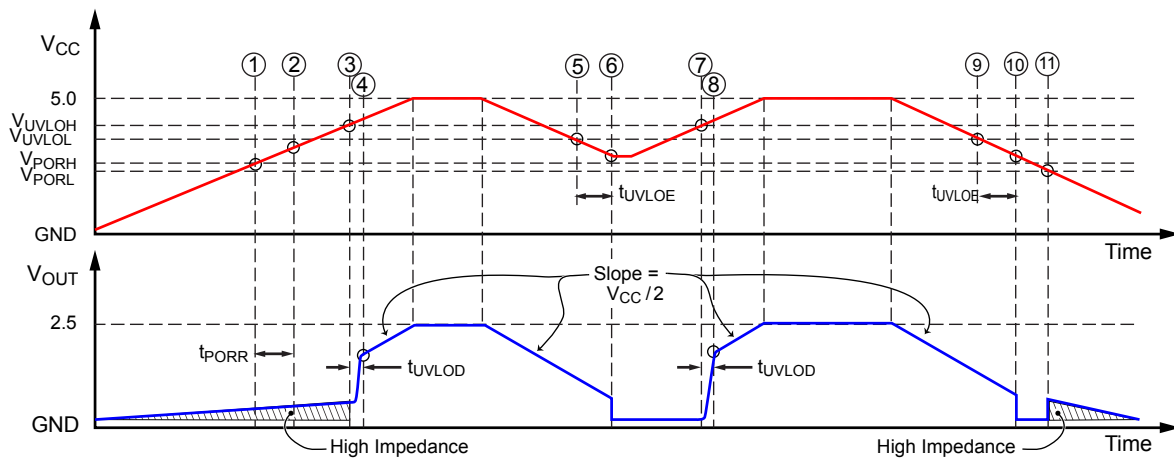 VCC
1 2 3 4 5 6 7 8 9 10 11
5.0
VUVLOH
VUVLOL
VPORH
VPORL
tUVLOE
tUVLOE
GND
Time
VOUT
Slope =
VCC /2
2.5
tPORR
tUVLOD
tUVLOD
GND
High Impedance
High Impedance
Time